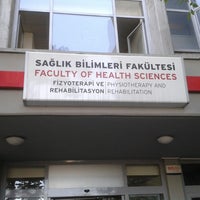 SAĞLIK BİLİMLERİ FAKÜLTESİ
FACULTY OF HEALTH SCIENCES
FİZYOTERAPİ VE REHABİLİTASYON
PHYSIOTHERAPY AND REHABILITATION